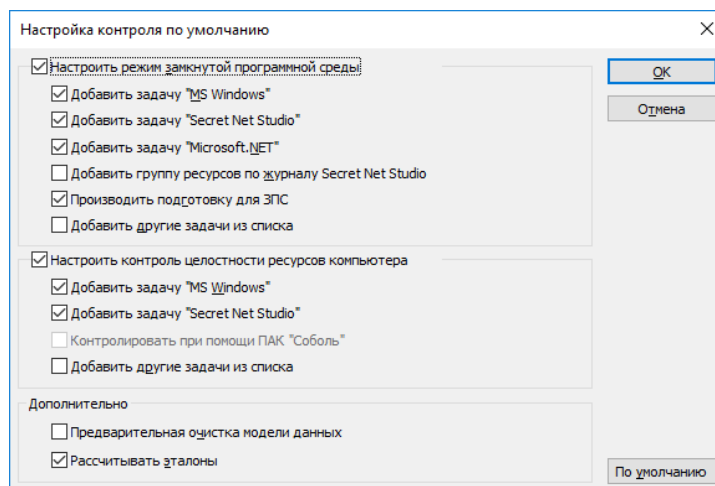 Настройка контроля по умолчанию
Настроить режим замкнутой программной среды
Добавить задачу "MS Windows"
Добавить задачу "Secret Net Studio"
Добавить задачу "Microsoft.NET"
Добавить группу ресурсов по журналу Secret Net Studio
Производить подготовку для ЗПС
Добавить другие задачи из списка
Настроить контроль целостности ресурсов компьютера
Добавить задачу "MS Windows"
Добавить задачу "Secret Net Studio"
Контролировать при помощи ПАК "Соболь"
Добавить другие задачи из списка
Дополнительно
Предварительная очистка модели данных
Рассчитывать эталоны
OK
Отмена
По умолчанию